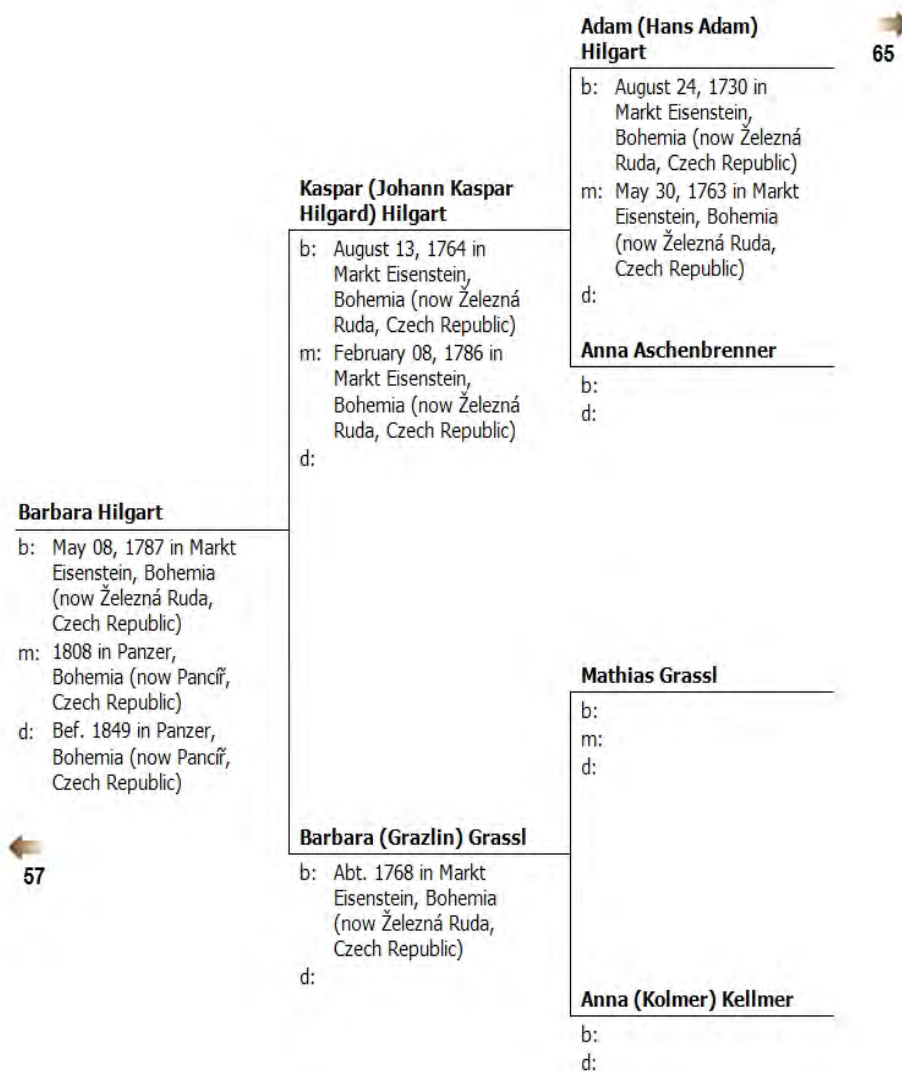 Adam (Hans Adam)
Hilgart
65
b: August 24, 1730 in
Markt Eisenstein,
Bohemia (now Železná
Ruda, Czech Republic)
m: May 30, 1763 in Markt
Eisenstein, Bohemia
(now Železná Ruda,
Czech Republic)
d:
Kaspar (Johann Kaspar
Hilgard) Hilgart
b: August 13, 1764 in
Markt Eisenstein,
Bohemia (now Železná
Ruda, Czech Republic)
m: February 08, 1786 in
Markt Eisenstein,
Bohemia (now Železná
Ruda, Czech Republic)
d:
Anna Aschenbrenner
b:
d:
Barbara Hilgart
b: May 08, 1787 in Markt
Eisenstein, Bohemia
(now Železná Ruda,
Czech Republic)
m: 1808 in Panzer,
Bohemia (now Pancíř,
Czech Republic)
d: Bef. 1849 in Panzer,
Bohemia (now Pancíř,
Czech Republic)
57
Mathias Grassl
b:
m:
d:
Barbara (Grazlin) Grassl
b: Abt. 1768 in Markt
Eisenstein, Bohemia
(now Železná Ruda,
Czech Republic)
d:
Anna (Kolmer) Kellmer
b:
d: